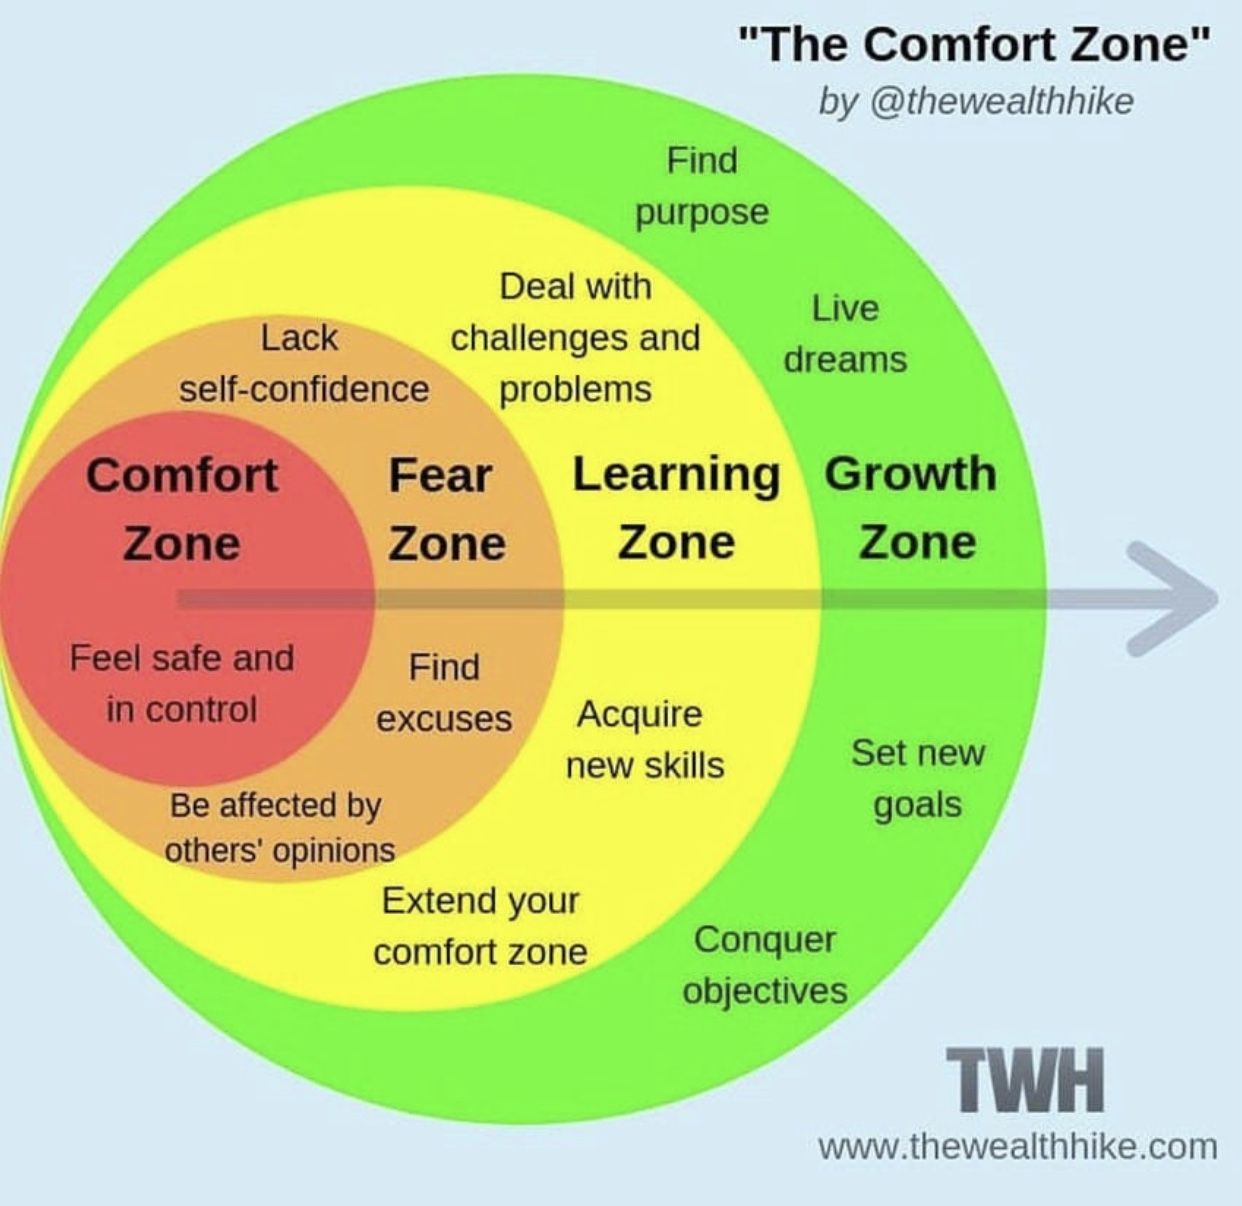 "The Comfort Zone"
by @thewealthhike
Find
purpose
Live
dreams
Deal with
challenges and
problems
Lack
self-confidence
Comfort
Zone
Fear
Zone
Learning
Zone
Growth
Zone
Feel safe and
in control
Find
excuses
Acquire
new skills
Set new
goals
Be affected by
others' opinions
Extend your
comfort zone
Conquer
objectives
TWH
www.thewealthhike.com